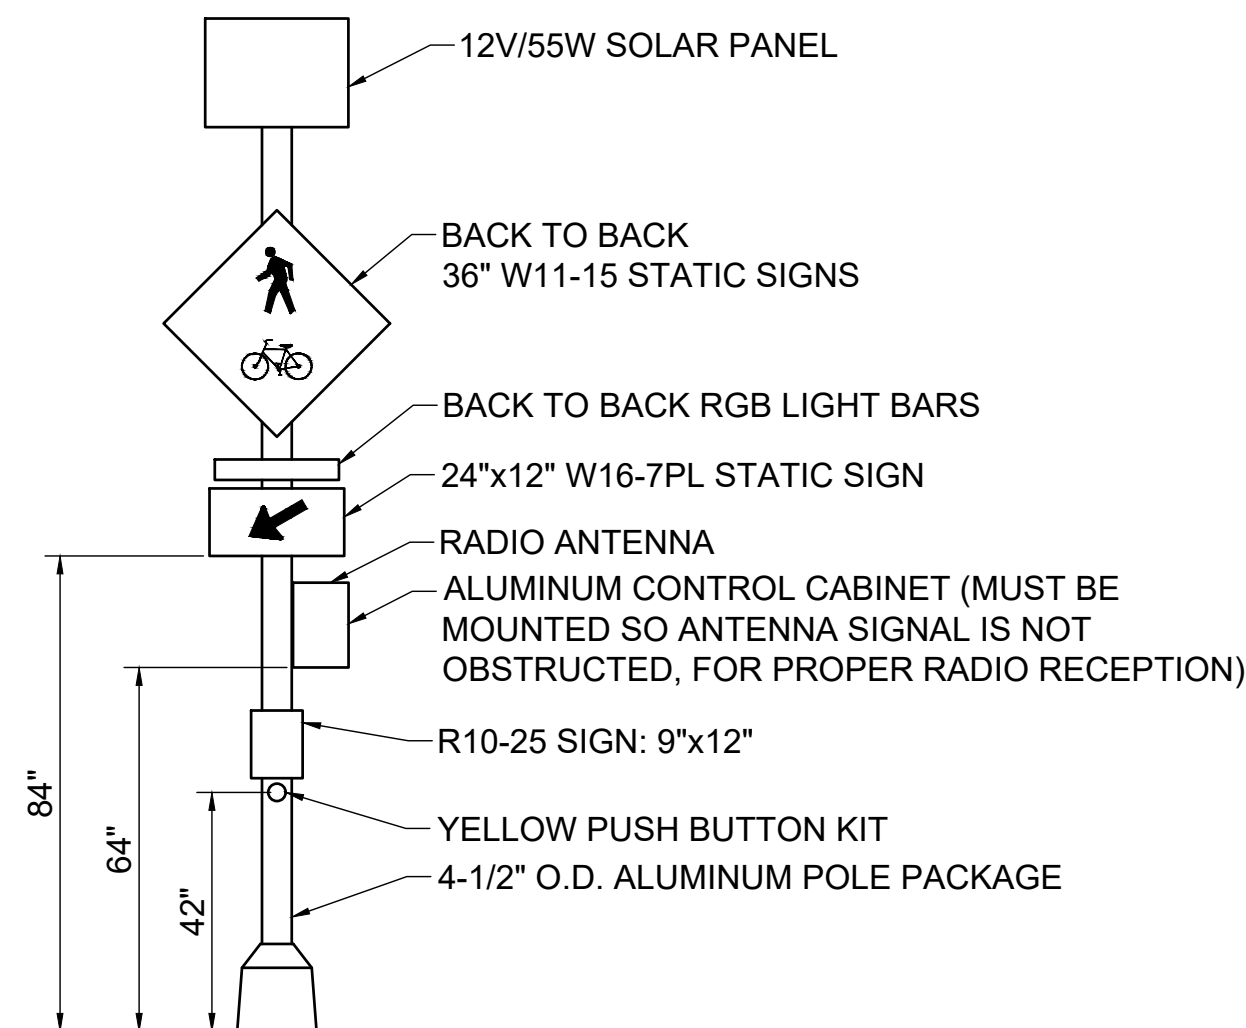 12V/55W SOLAR PANEL
BACK TO BACK
36" W11-15 STATIC SIGNS
BACK TO BACK RGB LIGHT BARS
24"x12" W16-7PL STATIC SIGN
RADIO ANTENNA
ALUMINUM CONTROL CABINET (MUST BE
MOUNTED SO ANTENNA SIGNAL IS NOT
OBSTRUCTED, FOR PROPER RADIO RECEPTION)
R10-25 SIGN: 9"x12"
YELLOW PUSH BUTTON KIT
4-1/2" O.D. ALUMINUM POLE PACKAGE
84"
64"
42"